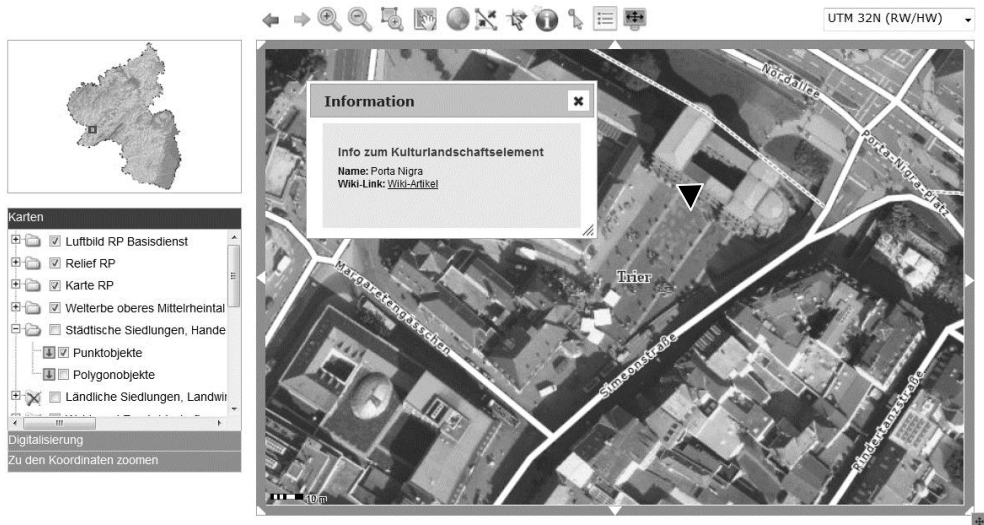 UTM 32N (RW/HW)
Information
Info zum Kulturlandschaftselement
Name: Porta Nigra
Wiki-Link: Wiki-Artikel
Nordallee
Porta-Nigra-Platz
Trier
Margaretengässchen
Simeonstraße
Rindertanzstraße
10 m
Karten
Luftbild RP Basisdienst
Relief RP
Karte RP
Welterbe oberes Mittelrheintal
Städtische Siedlungen, Hande
Punktobjekte
Polygonobjekte
Ländliche Siedlungen, Landwir
Digitalisierung
Zu den Koordinaten zoomen